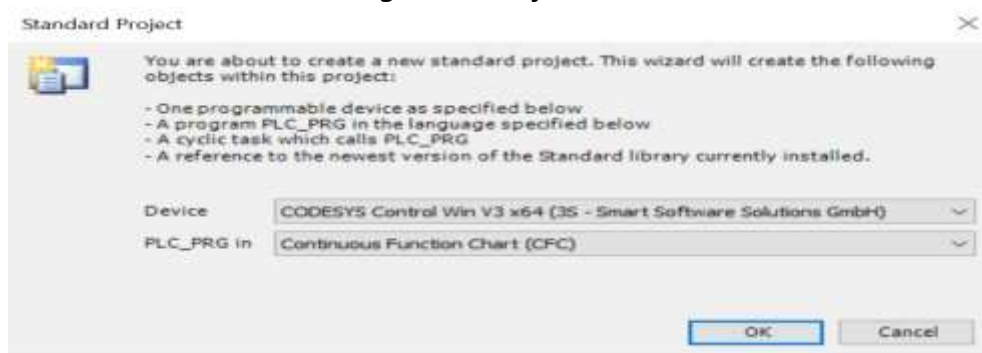 Standard Project
You are about to create a new standard project. This wizard will create the following
objects within this project:
- One programmable device as specified below
- A program PLC_PRG in the language specified below
- A cyclic task which calls PLC_PRG
- A reference to the newest version of the Standard library currently installed.
Device CODESYS Control Win V3 x64 (3S - Smart Software Solutions GmbH)
PLC_PRG in Continuous Function Chart (CFC)
OK Cancel